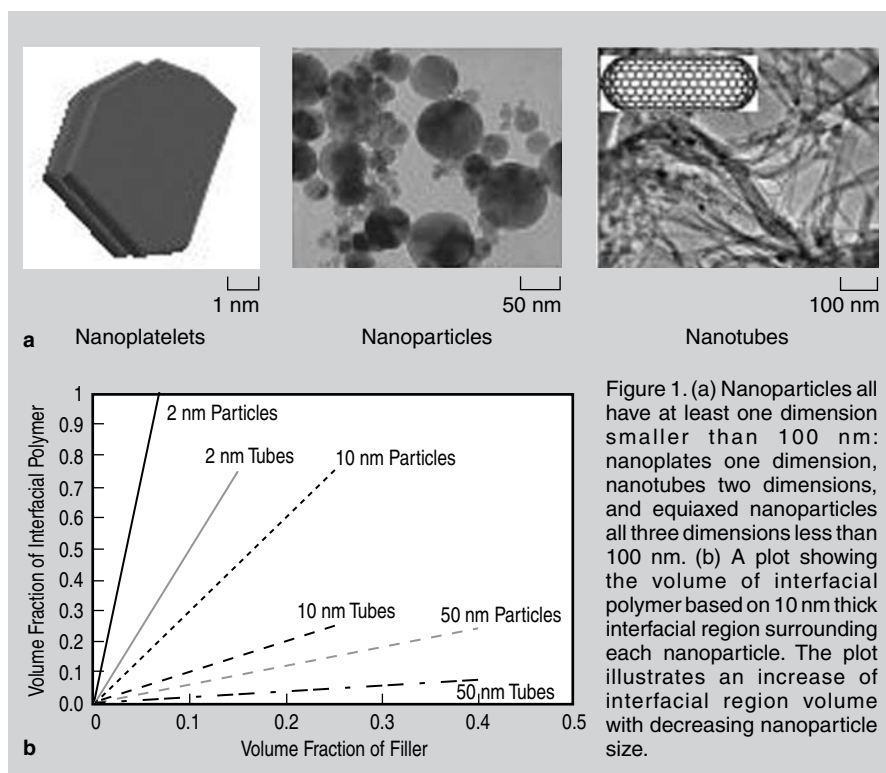 1 nm
50 nm
100 nm
a
Nanoplatelets
Nanoparticles
Nanotubes
1
0.9
0.8
0.7
0.6
0.5
0.4
0.3
0.2
0.1
0.0
Volume Fraction of Interfacial Polymer
2 nm Particles
2 nm Tubes
10 nm Particles
10 nm Tubes
50 nm Particles
50 nm Tubes
0
0.1
0.2
0.3
0.4
0.5
b
Volume Fraction of Filler
Figure 1. (a) Nanoparticles all
have at least one dimension
smaller than 100 nm:
nanoplates one dimension,
nanotubes two dimensions,
and equiaxed nanoparticles
all three dimensions less than
100 nm. (b) A plot showing
the volume of interfacial
polymer based on 10 nm thick
interfacial region surrounding
each nanoparticle. The plot
illustrates an increase of
interfacial region volume
with decreasing nanoparticle
size.